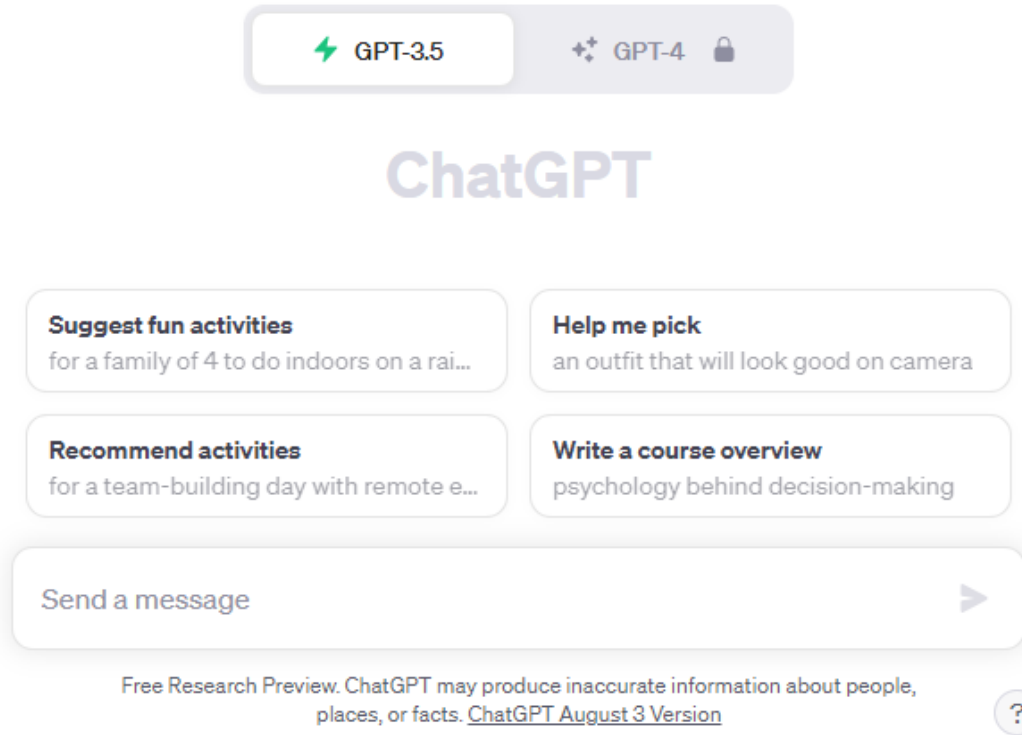 GPT-3.5 GPT-4
ChatGPT
Suggest fun activities
for a family of 4 to do indoors on a rai...
Help me pick
an outfit that will look good on camera
Recommend activities
for a team-building day with remote e...
Write a course overview
psychology behind decision-making
Send a message
Free Research Preview. ChatGPT may produce inaccurate information about people,
places, or facts. ChatGPT August 3 Version
?